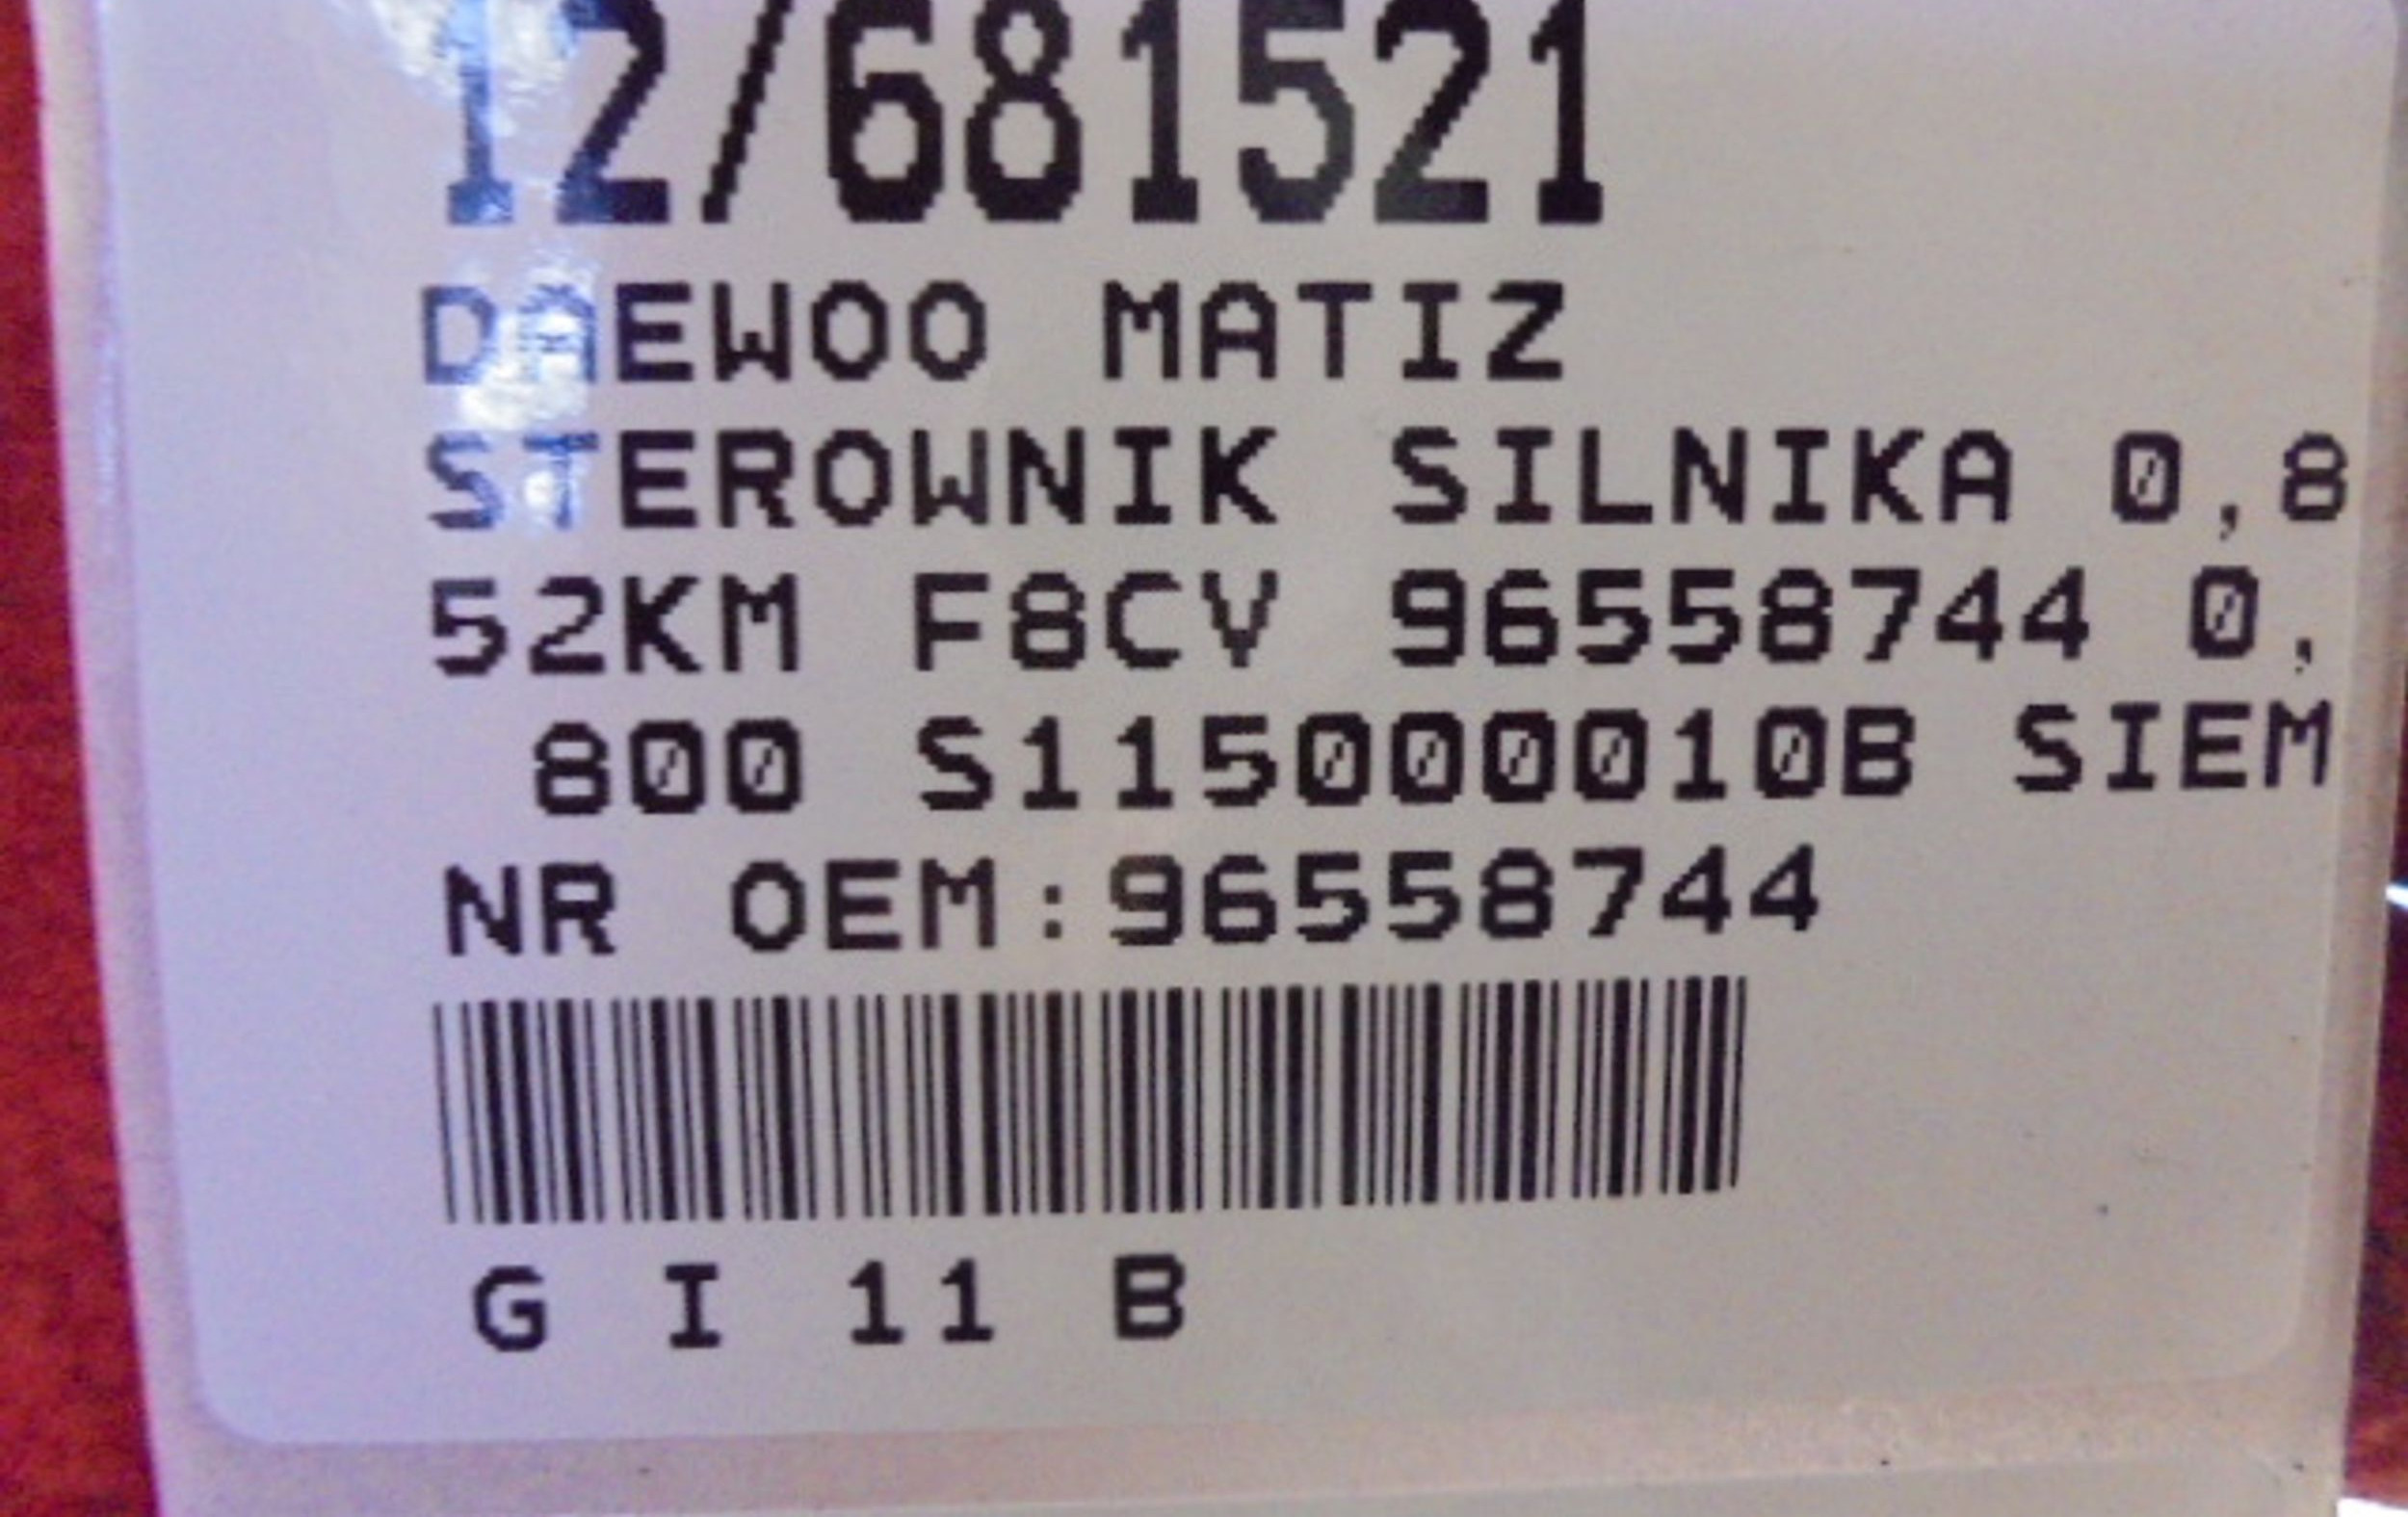 12/681521
DAEWOO MATIZ
STEROWNIK SILNIKA 0,8
52KM F8CV 96558744 0,
800 S115000010B SIEM
NR OEM:96558744
G I 11 B